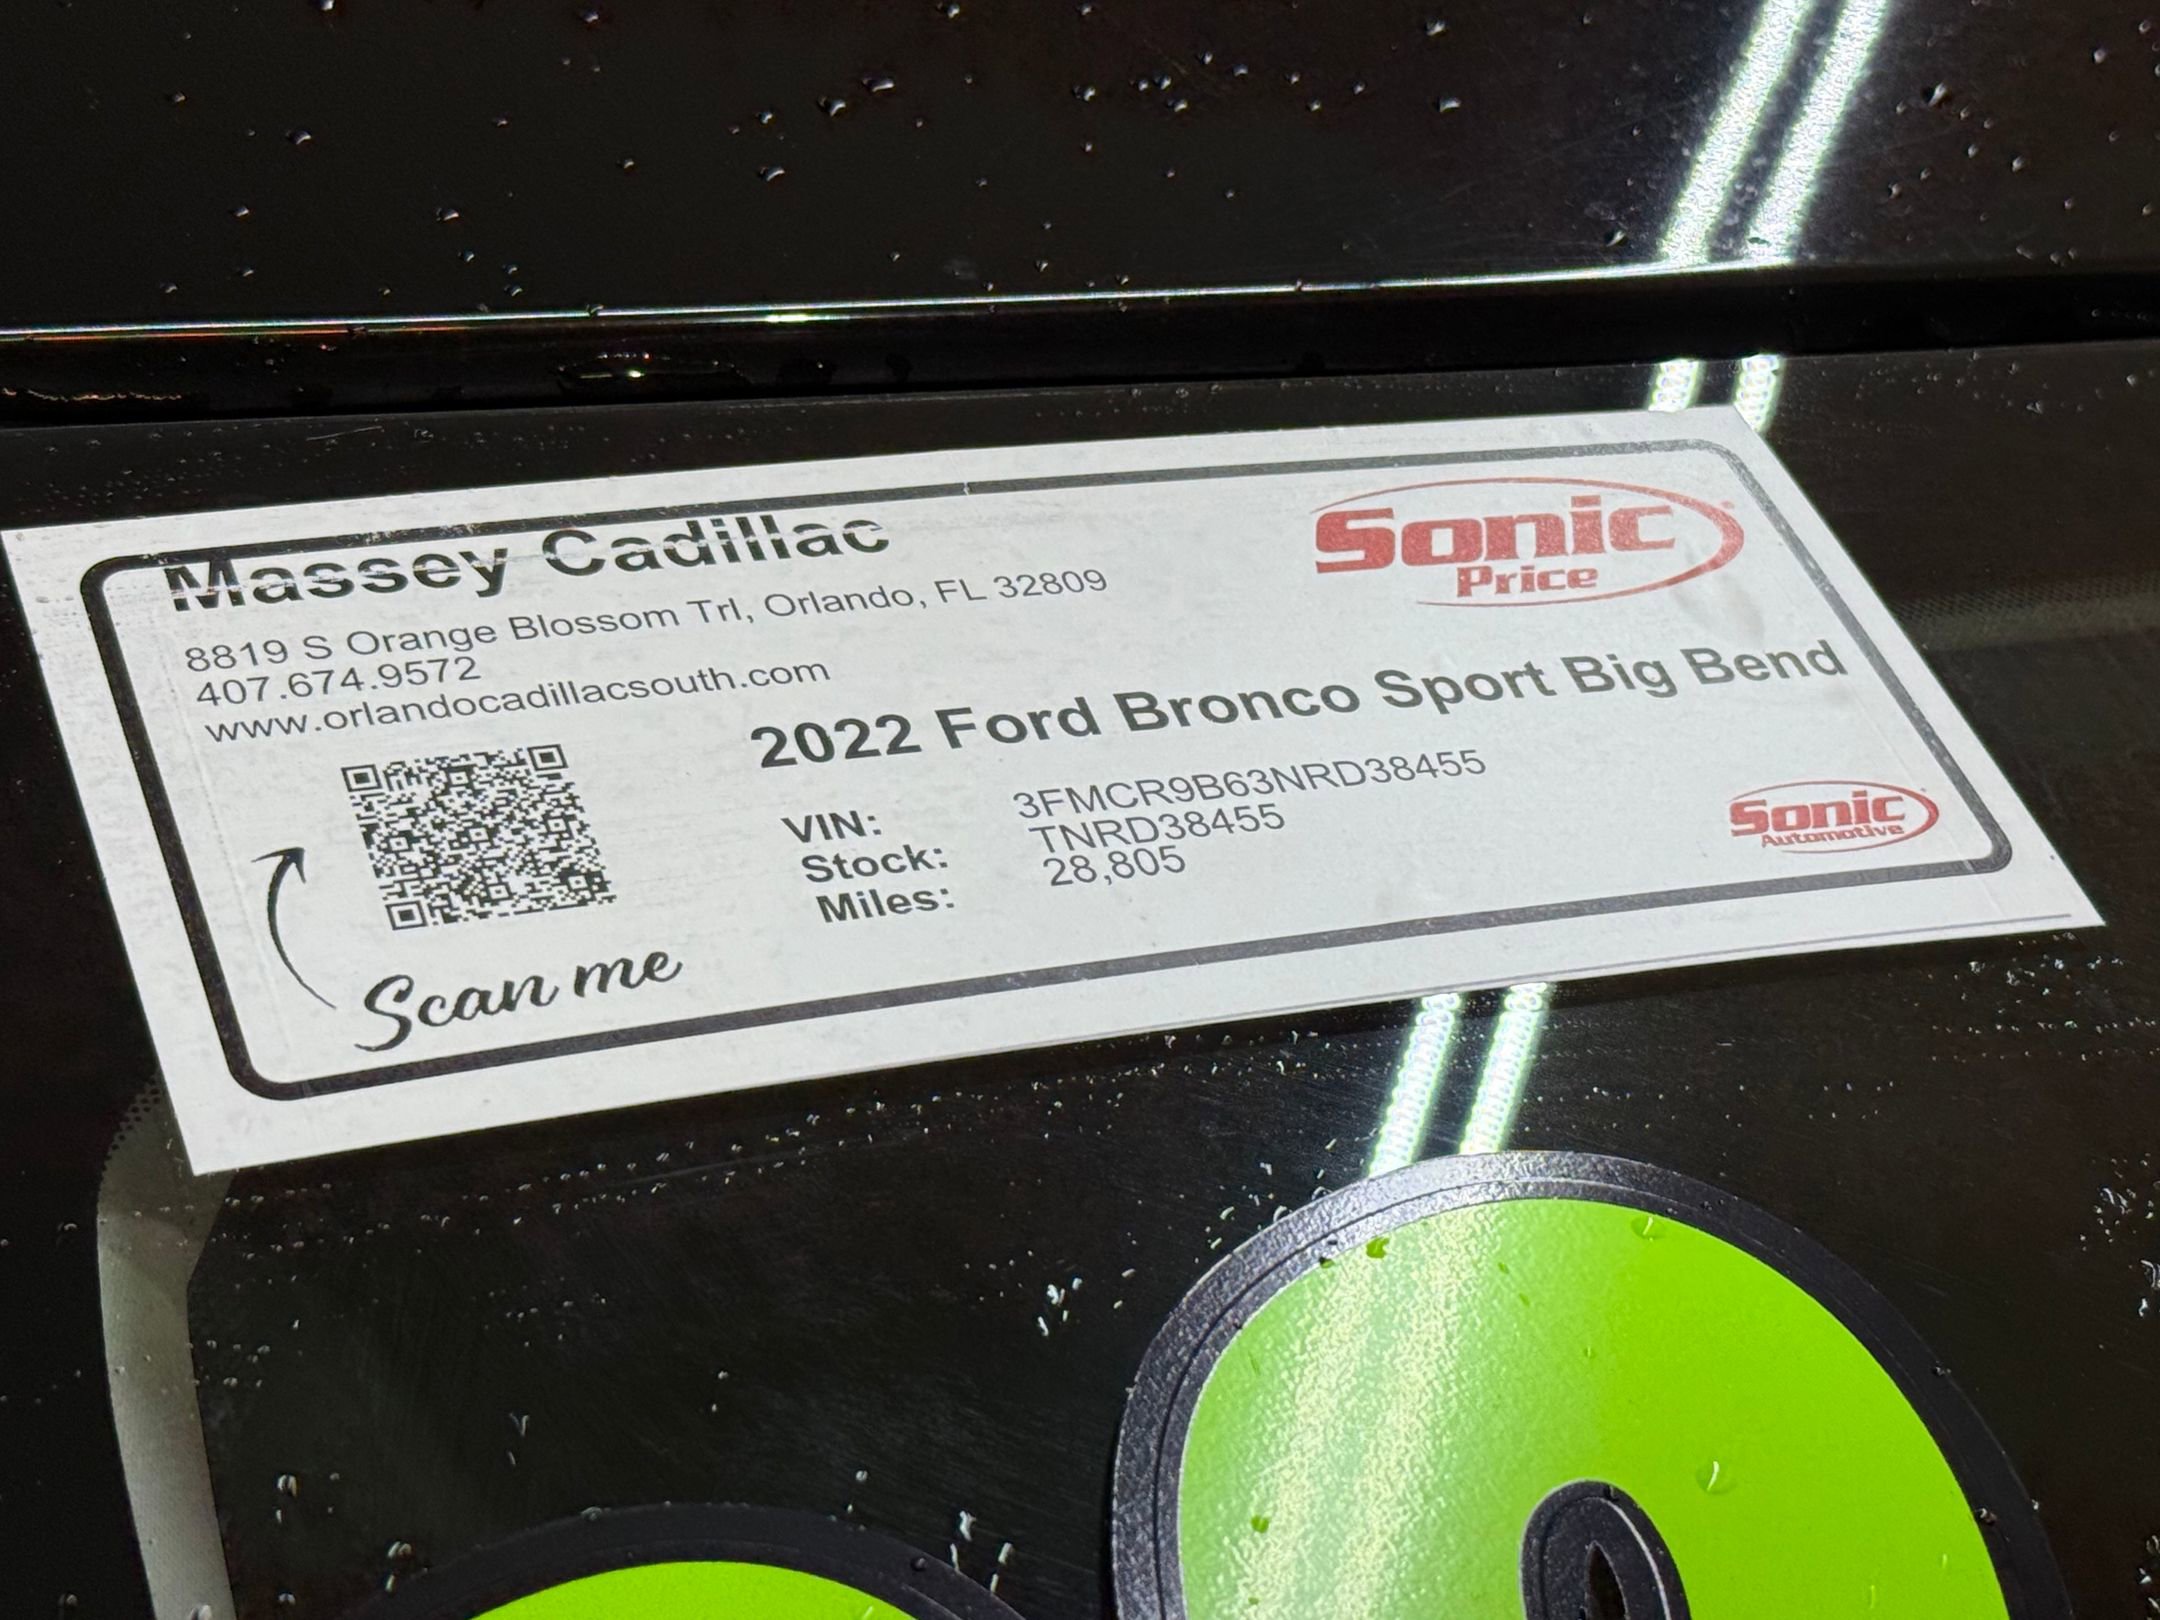 Massey Cadillac
8819 S Orange Blossom Trl, Orlando, FL 32809
407.674.9572
www.orlandocadillacsouth.com
Sonic
Price
2022 Ford Bronco Sport Big Bend
VIN: 3FMCR9B63NRD38455
Stock: TNRD38455
Miles: 28,805
Scan me
Sonic
Automotive